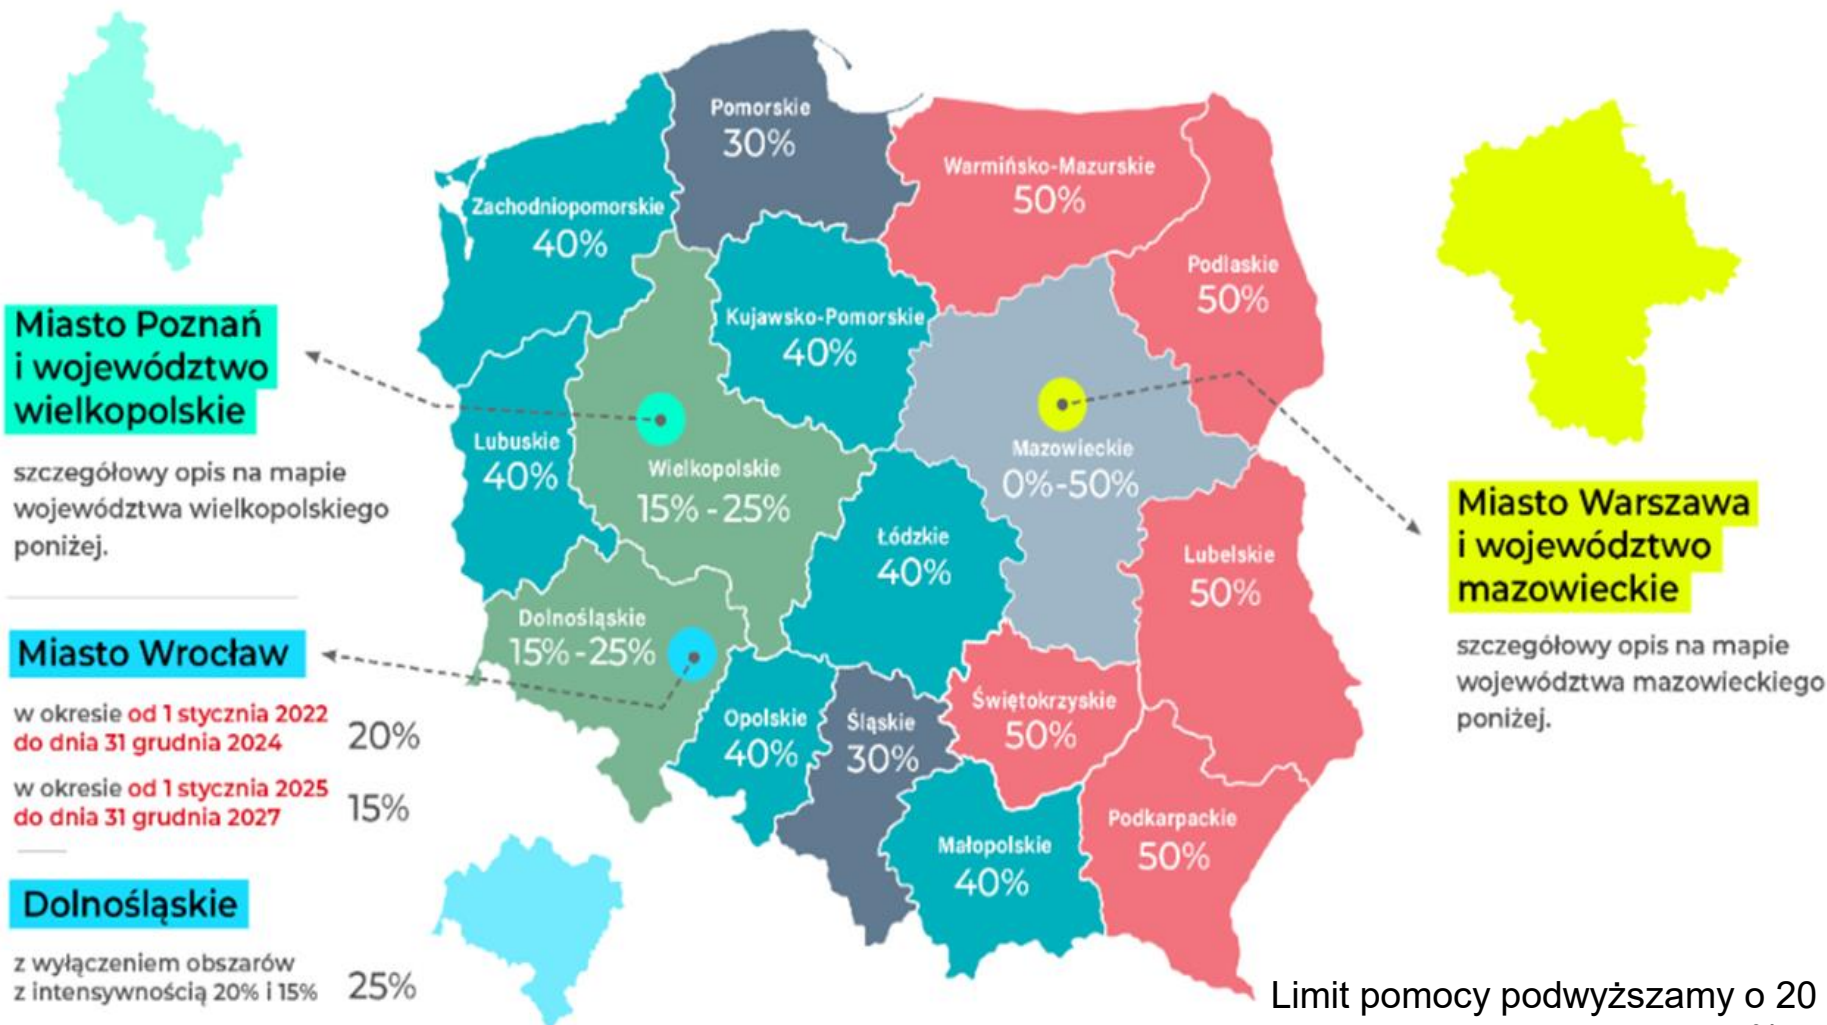 Pomorskie
30%
Warmińsko-Mazurskie
50%
Zachodniopomorskie
40%
Podlaskie
50%
Kujawsko-Pomorskie
40%
Miasto Poznań
i województwo
wielkopolskie
szczegółowy opis na mapie
województwa wielkopolskiego
poniżej.
Lubuskie
40%
Wielkopolskie
15% - 25%
Mazowieckie
0%-50%
Łódzkie
40%
Lubelskie
50%
Miasto Warszawa
i województwo
mazowieckie
szczegółowy opis na mapie
województwa mazowieckiego
poniżej.
Dolnośląskie
15% - 25%
Miasto Wrocław
w okresie od 1 stycznia 2022
do dnia 31 grudnia 2024
20%
w okresie od 1 stycznia 2025
do dnia 31 grudnia 2027
15%
Opolskie
40%
Śląskie
30%
Świętokrzyskie
50%
Małopolskie
40%
Podkarpackie
50%
Dolnośląskie
z wyłączeniem obszarów
z intensywnością 20% i 15%
25%
Limit pomocy podwyższamy o 20